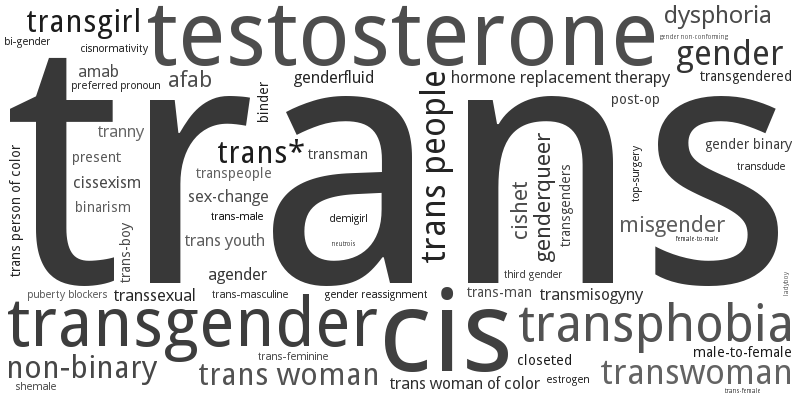 transgirl
testosterone
dysphoria
bi-gender
cisnormativity
gender non-conforming
gender
amab
afab
genderfluid
hormone replacement therapy
transgendered
preferred pronoun
binder
post-op
trans
tranny
trans*
transman
trans people
gender binary
present
transpeople
genderqueer
transgenders
top-surgery
transdude
trans person of color
cissexism
sex-change
cishet
binarism
trans-male
demigirl
misgender
trans-boy
trans youth
neutrois
female-to-male
agender
third gender
ladyboy
puberty blockers
transsexual
trans-masculine
gender reassignment
trans-man
transmisogyny
transgender
cis
transphobia
non-binary
trans-feminine
closeted
male-to-female
trans woman
transwoman
shemale
trans woman of color
estrogen
trans-female